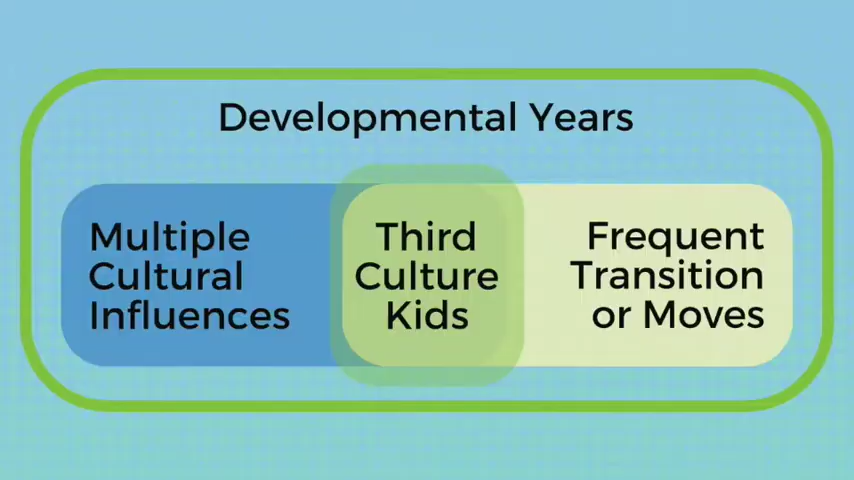 Developmental Years
Multiple
Cultural
Influences
Third
Culture
Kids
Frequent
Transition
or Moves